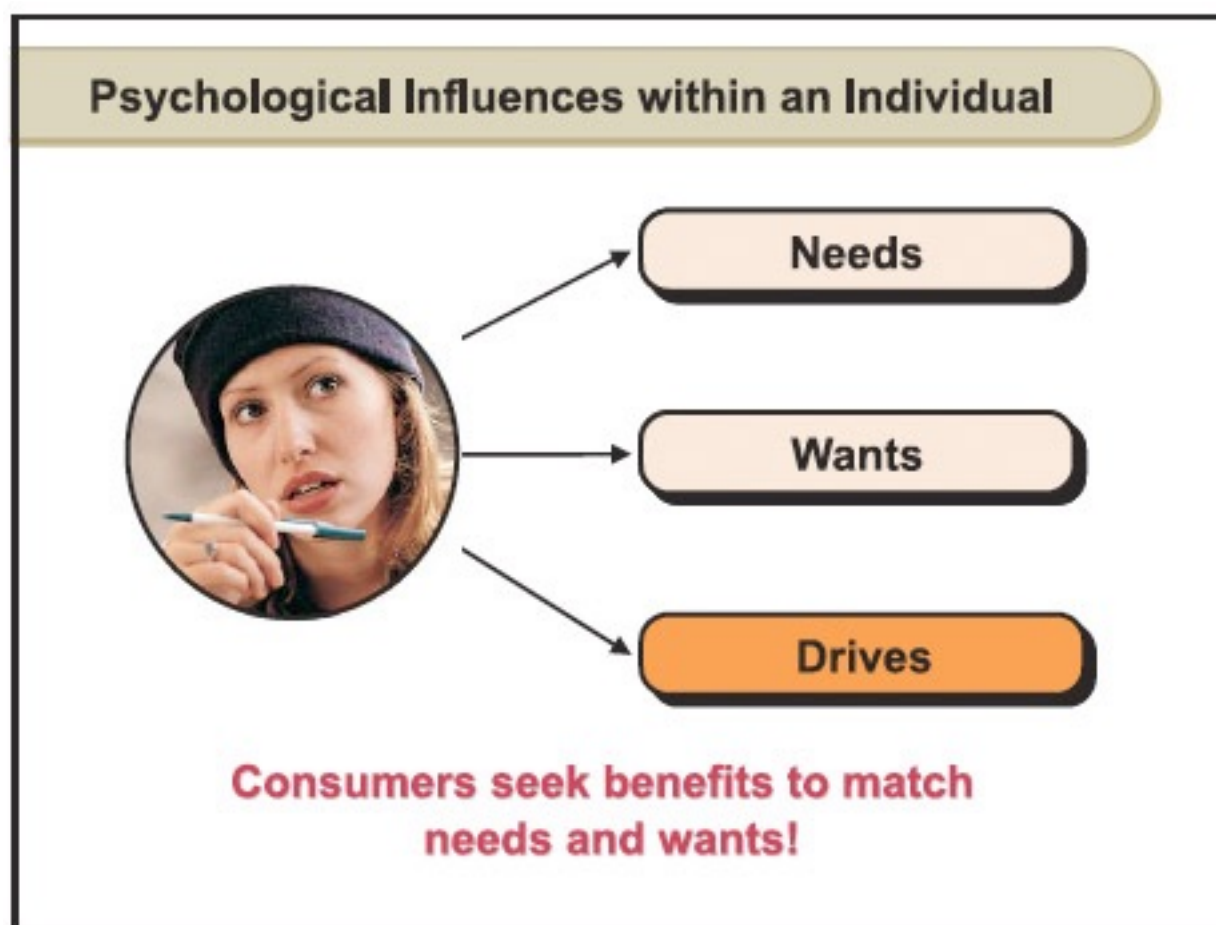 Psychological Influences within an Individual
Needs
Wants
Drives
Consumers seek benefits to match
needs and wants!